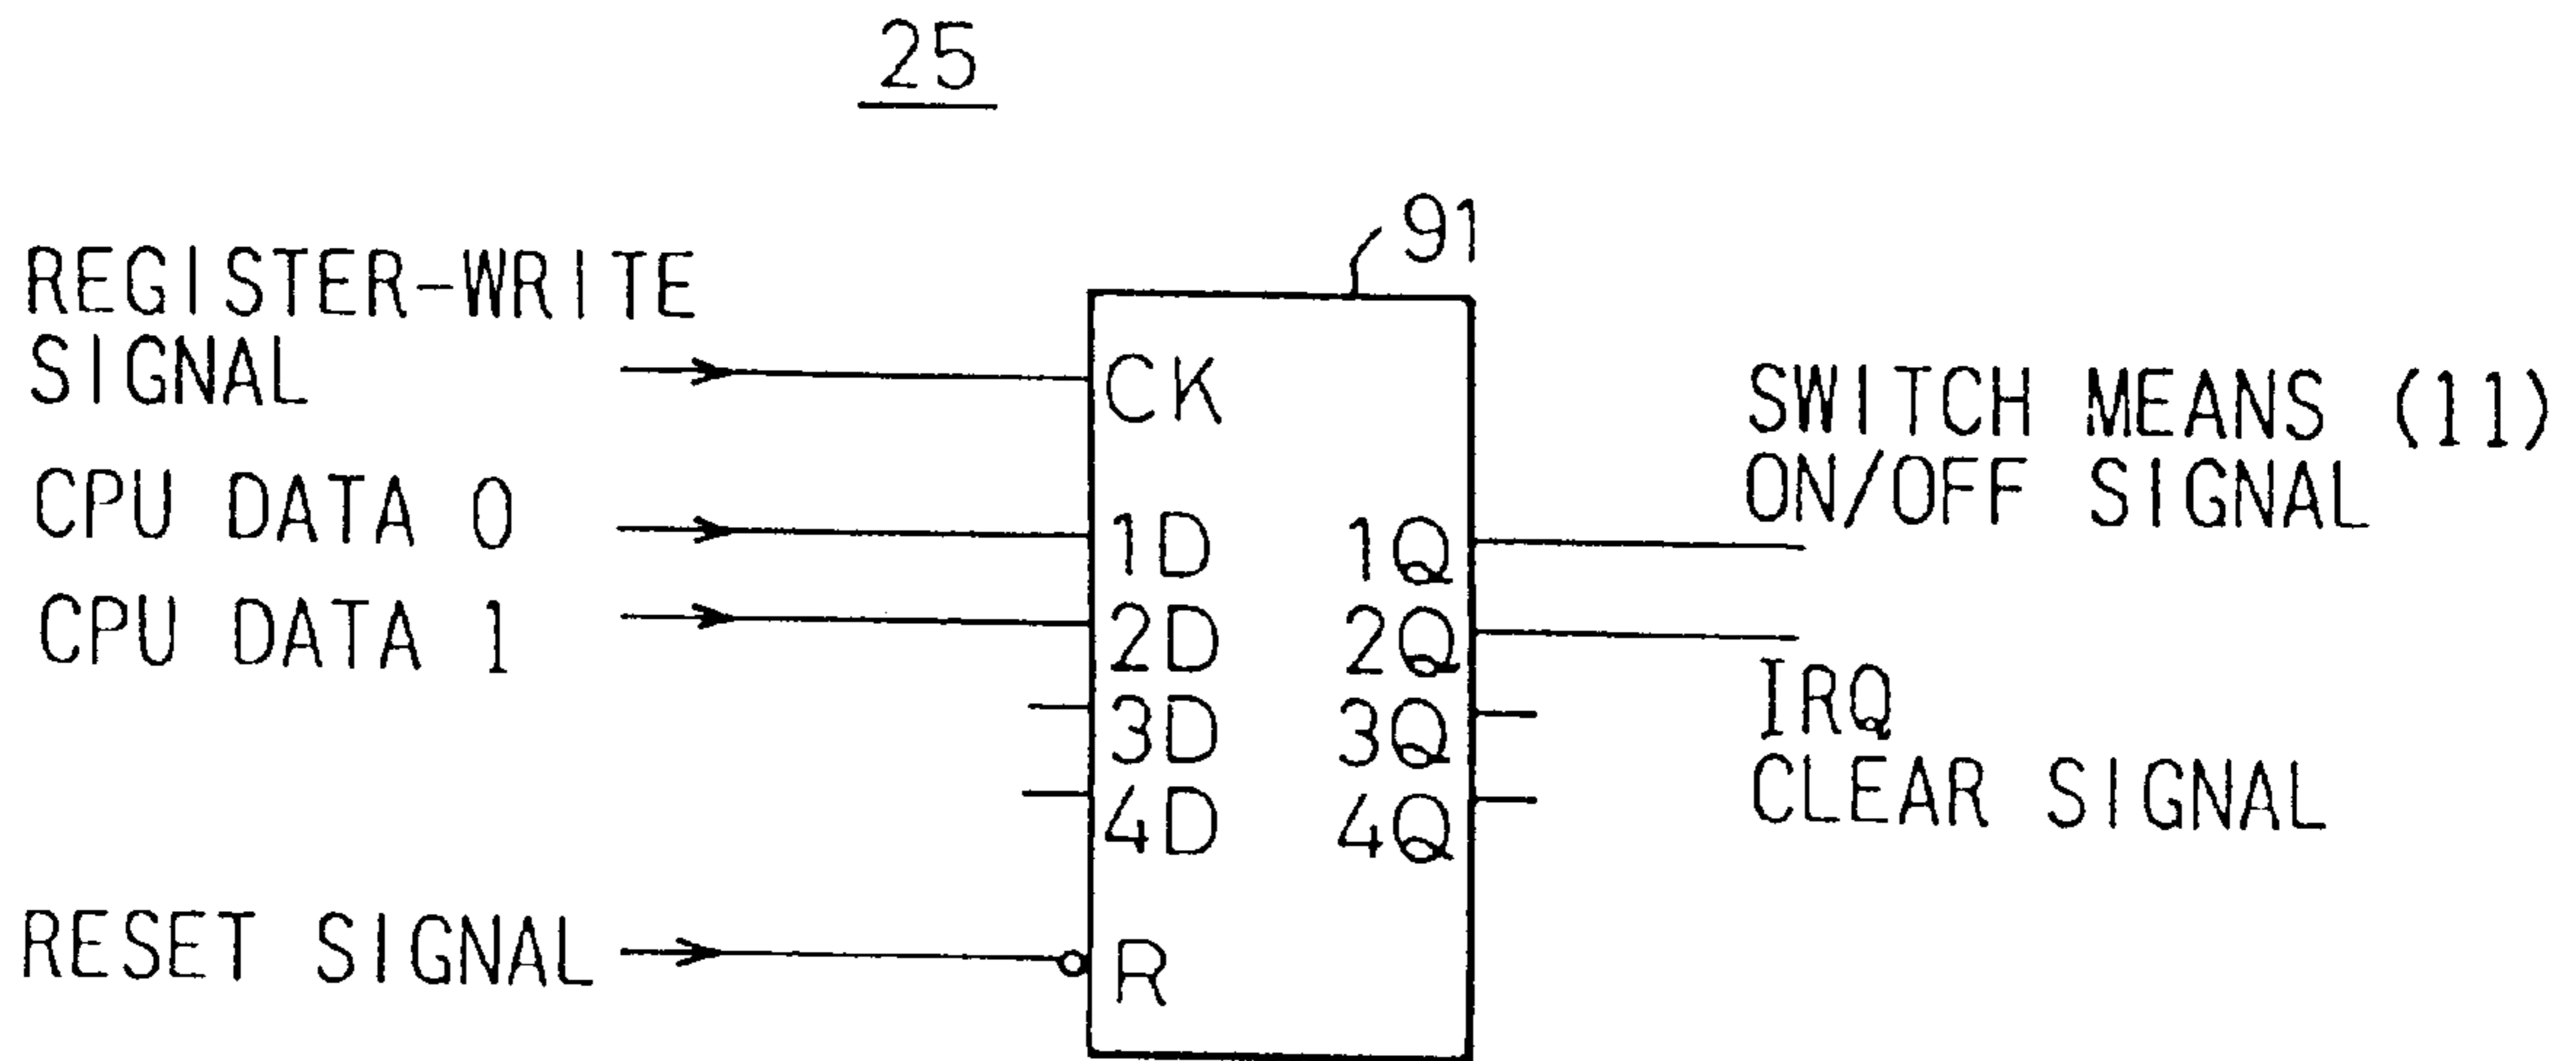 25
91
REGISTER-WRITE
SIGNAL
CPU DATA 0
CPU DATA 1
RESET SIGNAL
CK
1D
2D
3D
4D
R
1Q
2Q
3Q
4Q
SWITCH MEANS (11)
ON/OFF SIGNAL
IRQ
CLEAR SIGNAL